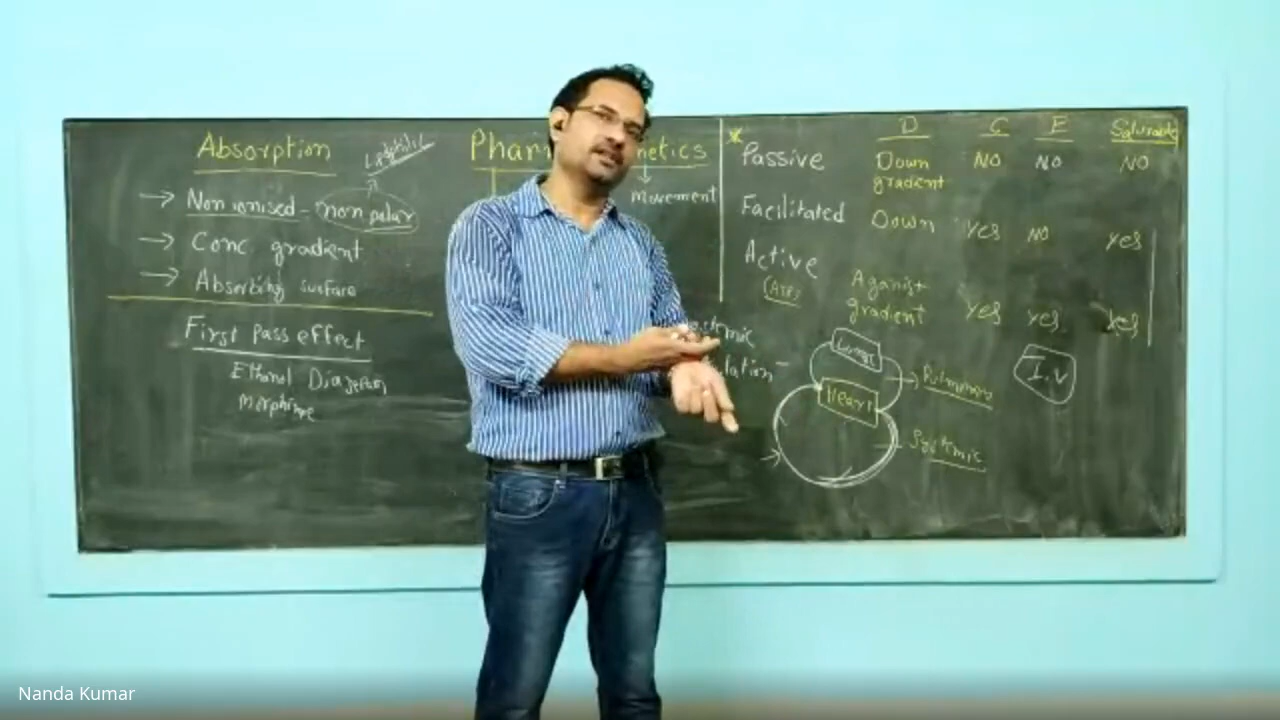 Absorption
Lipophilic
→ Non ionised - non polar
→ Conc gradient
→ Absorbing surface
First pass effect
Ethanol Diazepam
Morphine
Phar netics
movement
D C E Saturable
* Passive Down gradient NO NO NO
Facilitated Down Yes NO Yes
Active (ATP) Against gradient Yes Yes Yes
Lungs
Heart
Pulmonary
Systemic
I.V
Nanda Kumar